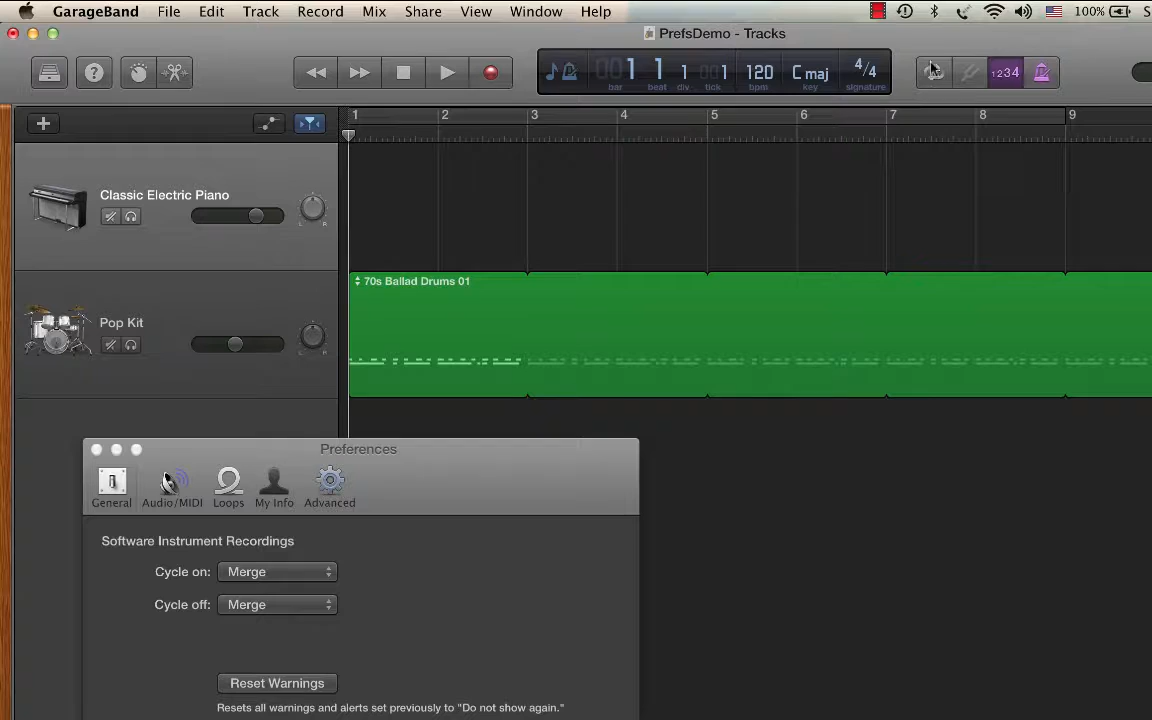 GarageBand File Edit Track Record Mix Share View Window Help 100% S
PrefsDemo - Tracks
001 1 1 001 120 C maj 4/4
bar beat div tick bpm key signature
1234
1 2 3 4 5 6 7 8 9
Classic Electric Piano
L R
70s Ballad Drums 01
Pop Kit
L R
Preferences
General Audio/MIDI Loops My Info Advanced
Software Instrument Recordings
Cycle on: Merge
Cycle off: Merge
Reset Warnings
Resets all warnings and alerts set previously to "Do not show again."